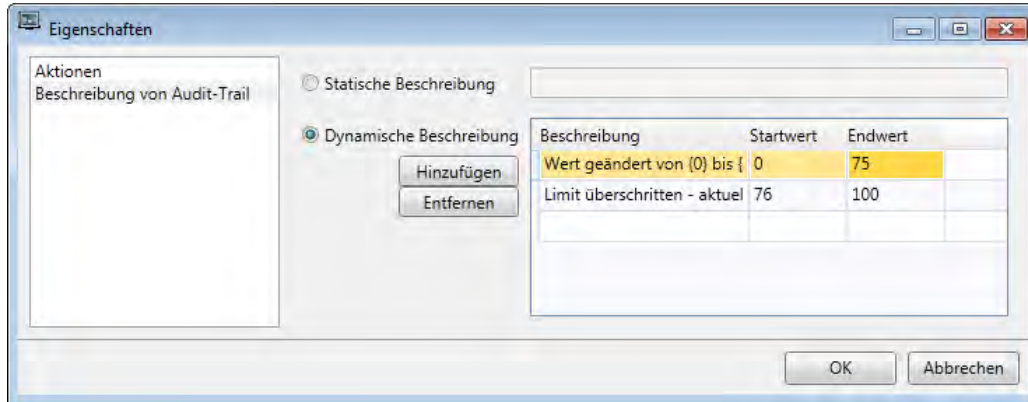 Eigenschaften
Aktionen
Beschreibung von Audit-Trail
Statische Beschreibung
Dynamische Beschreibung
Hinzufügen
Entfernen
Beschreibung Startwert Endwert
Wert geändert von {0} bis { 0 75
Limit überschritten - aktuel 76 100
OK Abbrechen